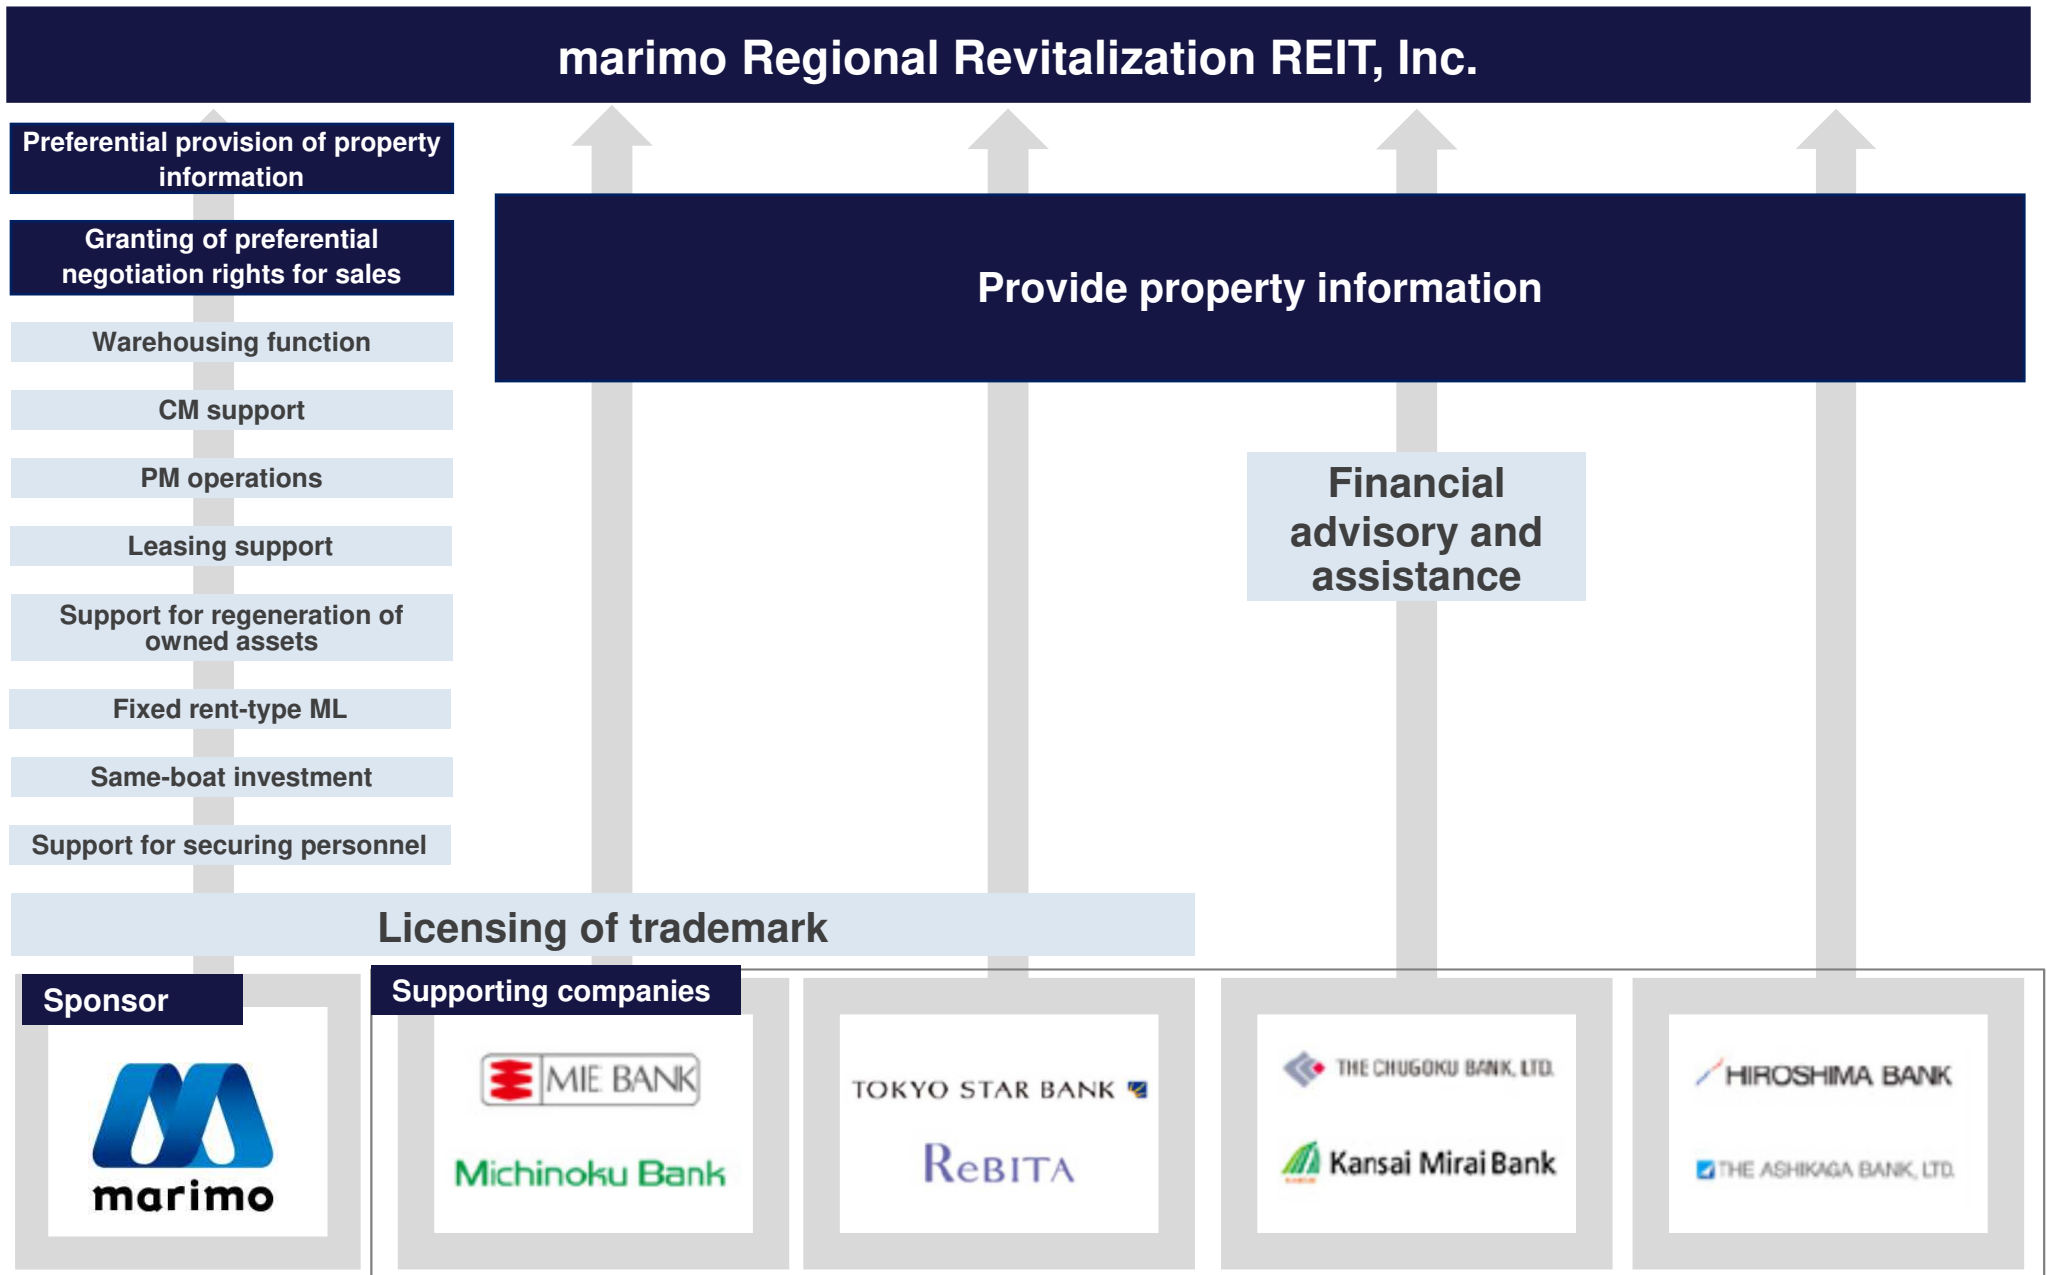 marimo Regional Revitalization REIT, Inc.
Preferential provision of property
information
Granting of preferential
negotiation rights for sales
Warehousing function
CM support
PM operations
Leasing support
Support for regeneration of
owned assets
Fixed rent-type ML
Same-boat investment
Support for securing personnel
Provide property information
Financial
advisory and
assistance
Licensing of trademark
Sponsor
marimo
Supporting companies
MIE BANK
Michinoku Bank
TOKYO STAR BANK
ReBITA
THE CHUGOKU BANK, LTD.
Kansai Mirai Bank
HIROSHIMA BANK
THE ASHIKAGA BANK, LTD.